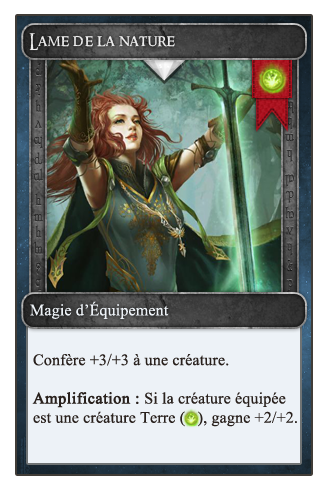 Lame de la nature
Magie d'Équipement
Confère +3/+3 à une créature.
Amplification : Si la créature équipée
est une créature Terre (), gagne +2/+2.